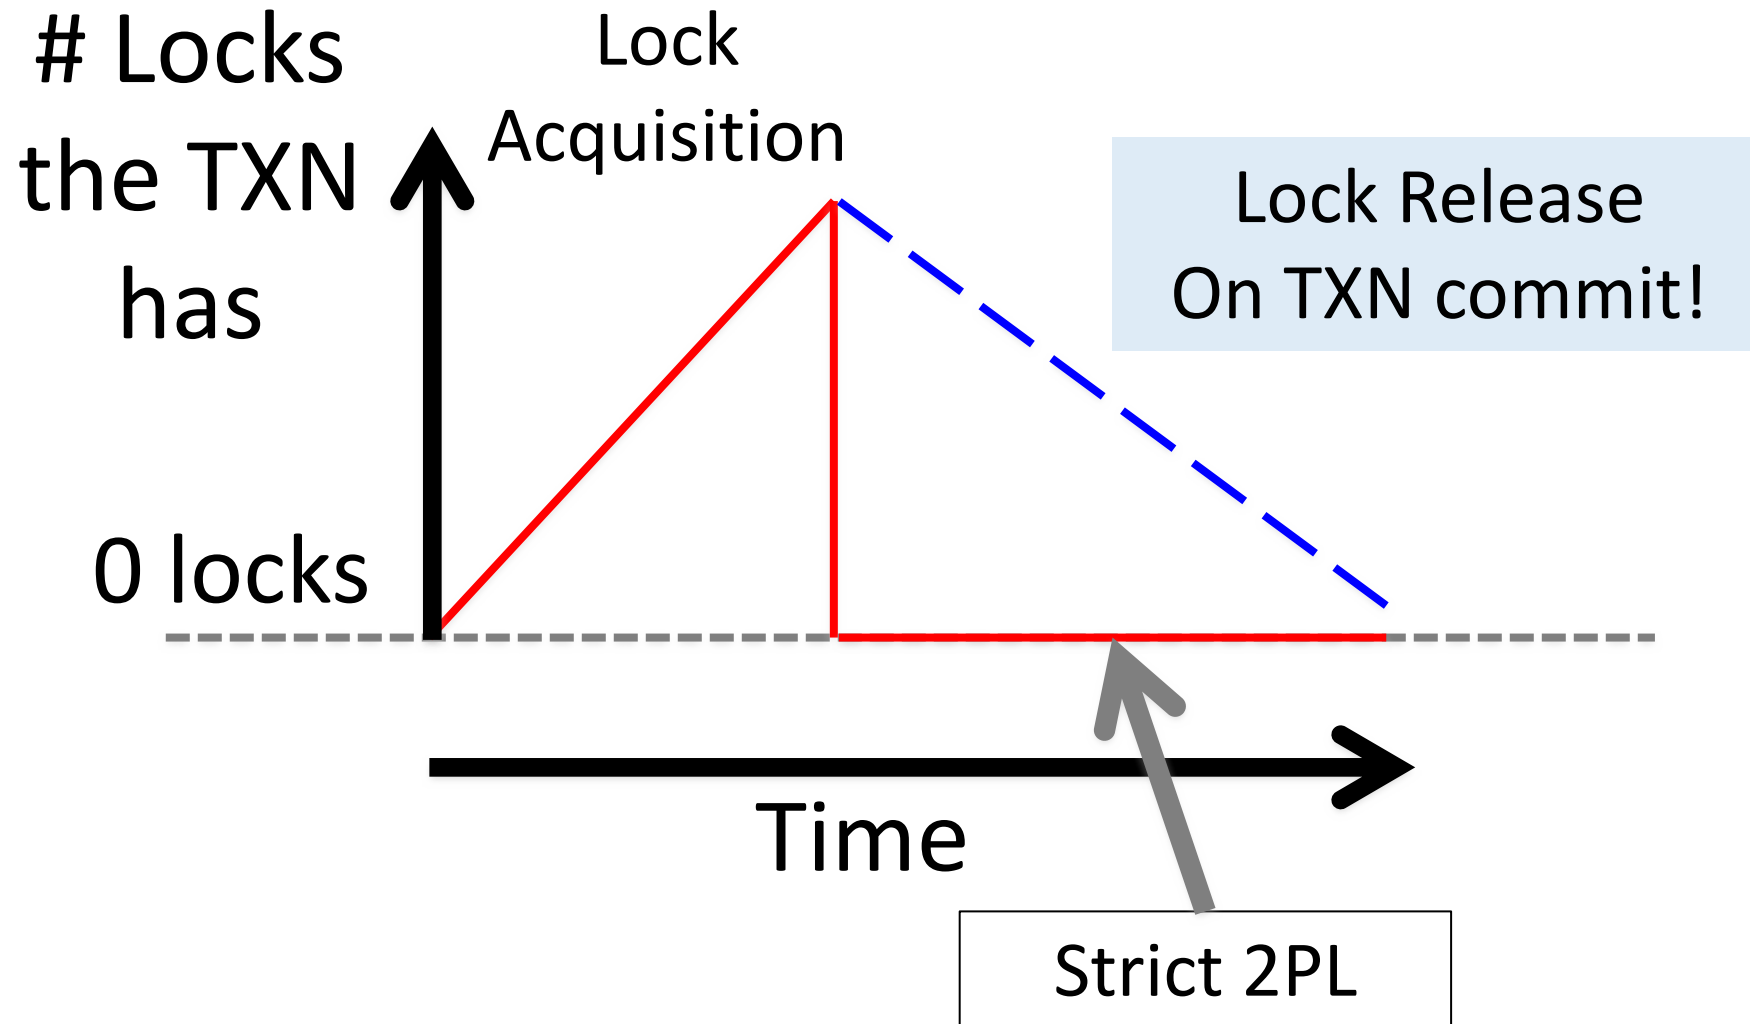 # Locks
the TXN
has
Lock
Acquisition
Lock Release
On TXN commit!
0 locks
Time
Strict 2PL